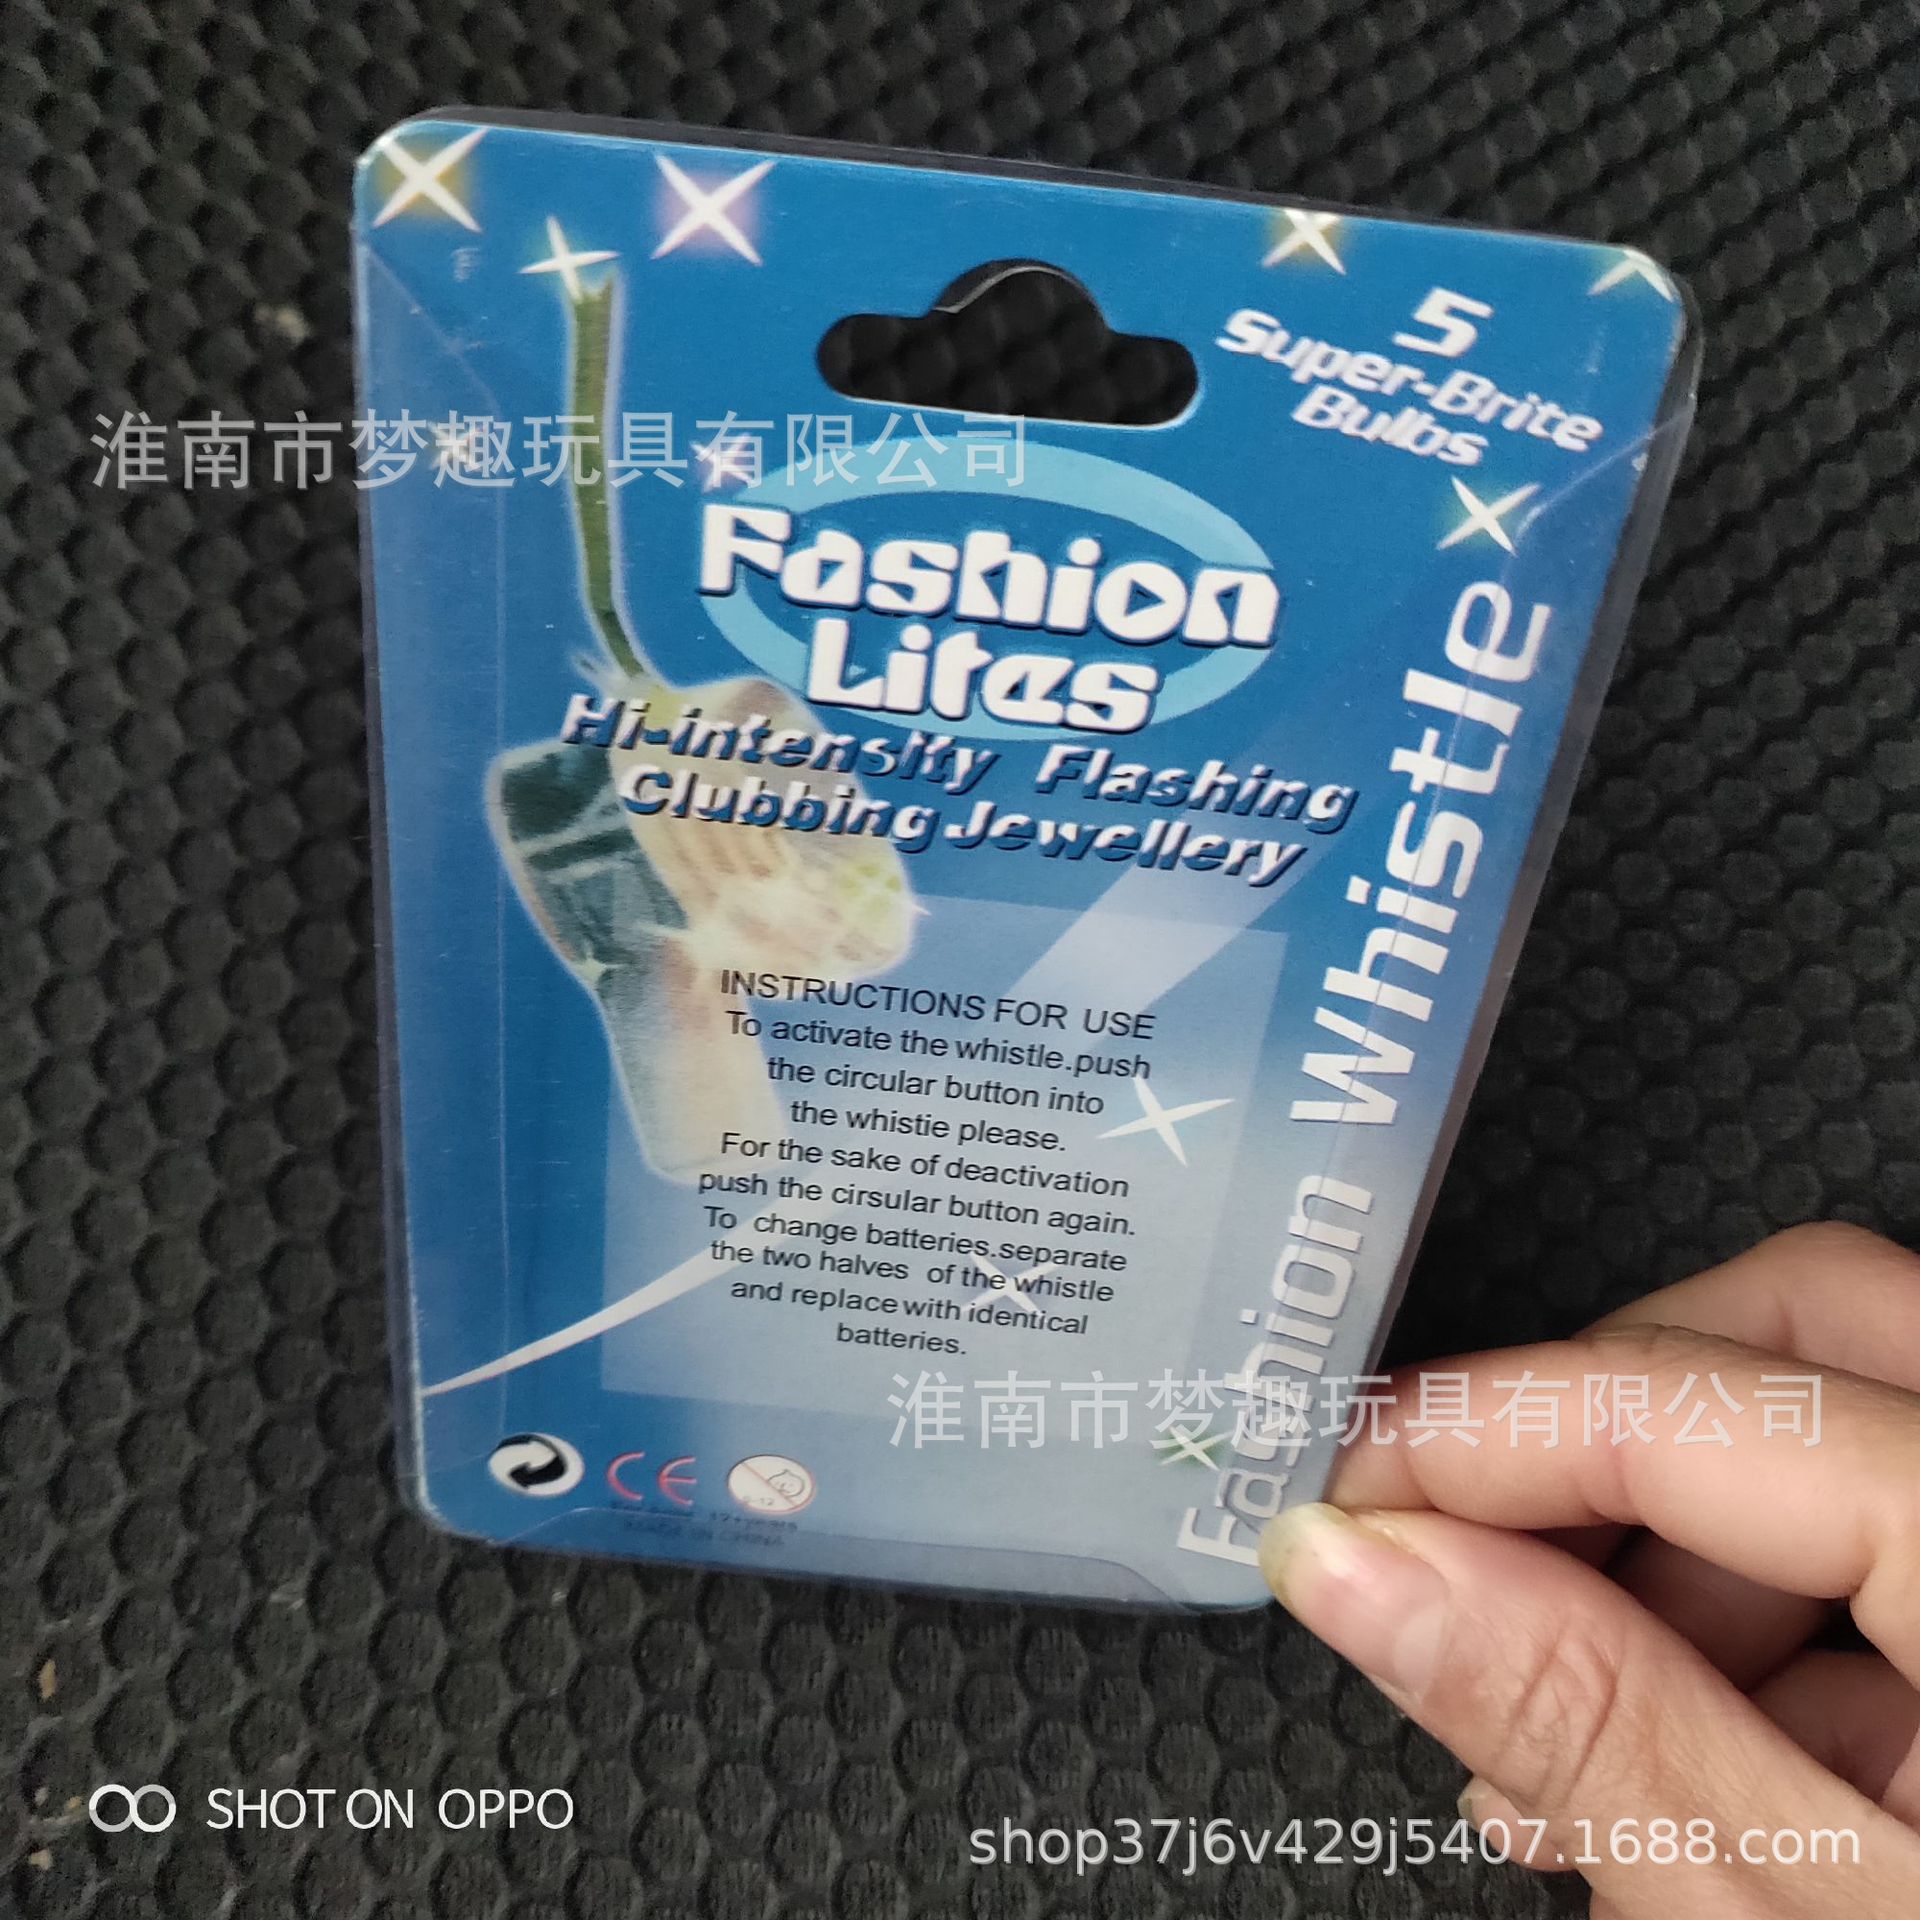 5
Super-Brite
Bulbs
淮南市梦趣玩具有限公司
Fashion
Lites
Hi-intensity Flashing
Clubbing Jewellery
Fashion Whistle
INSTRUCTIONS FOR USE
To activate the whistle.push
the circular button into
the whistie please.
For the sake of deactivation
push the cirsular button again.
To change batteries.separate
the two halves of the whistle
and replace with identical
batteries.
淮南市梦趣玩具有限公司
CE
MADE IN CHINA
SHOT ON OPPO
shop37j6v429j5407.1688.com